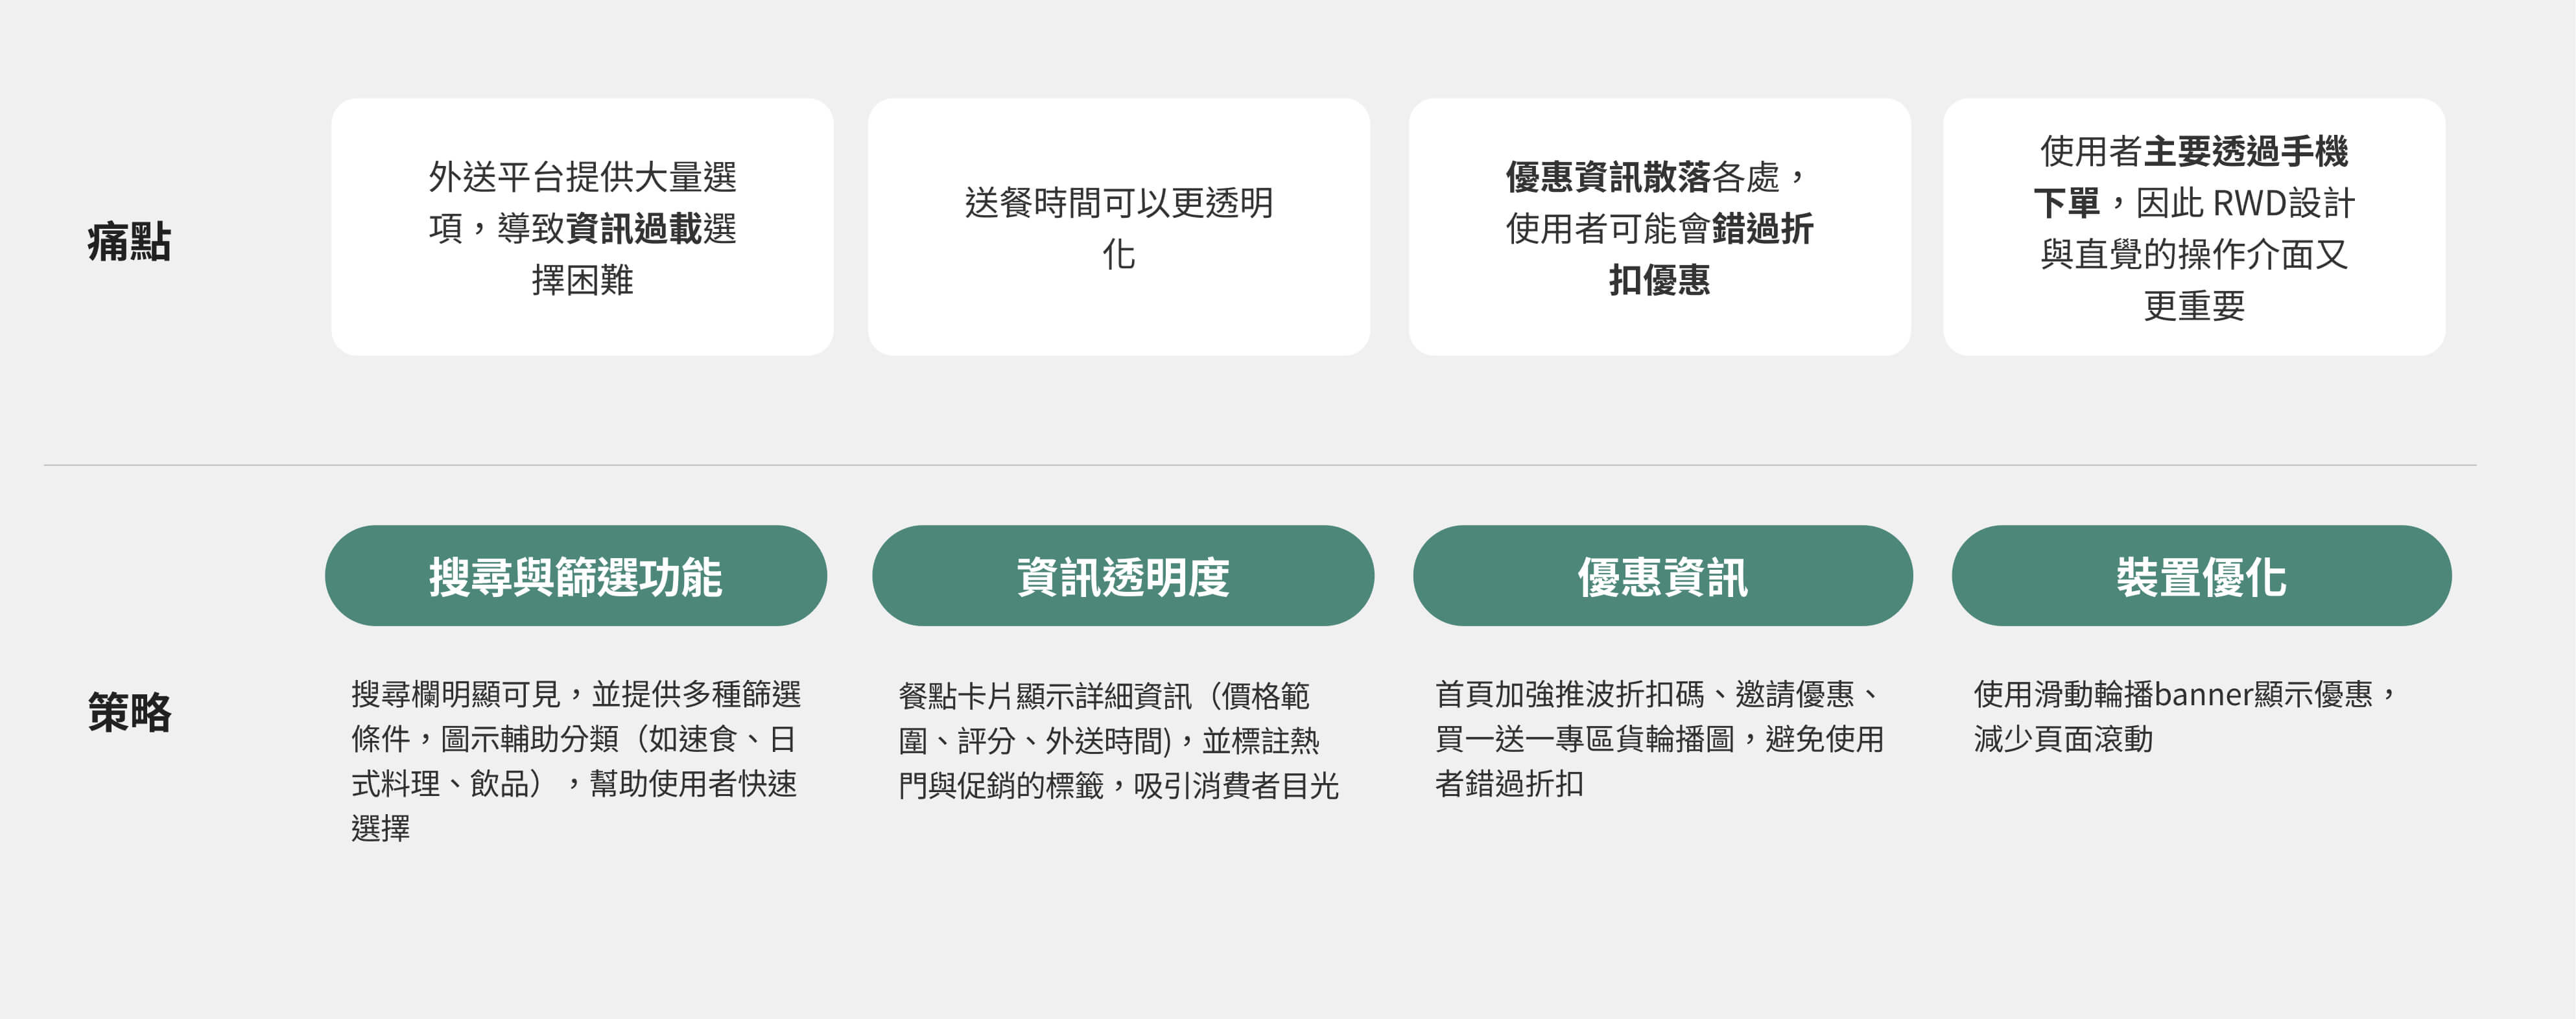 痛點
外送平台提供大量選
項，導致資訊過載選
擇困難
送餐時間可以更透明
化
優惠資訊散落各處，
使用者可能會錯過折
扣優惠
使用者主要透過手機
下單，因此 RWD設計
與直覺的操作介面又
更重要
策略
搜尋與篩選功能
搜尋欄明顯可見，並提供多種篩選
條件，圖示輔助分類（如速食、日
式料理、飲品），幫助使用者快速
選擇
資訊透明度
餐點卡片顯示詳細資訊（價格範
圍、評分、外送時間)，並標註熱
門與促銷的標籤，吸引消費者目光
優惠資訊
首頁加強推波折扣碼、邀請優惠、
買一送一專區貨輪播圖，避免使用
者錯過折扣
裝置優化
使用滑動輪播banner顯示優惠，
減少頁面滾動